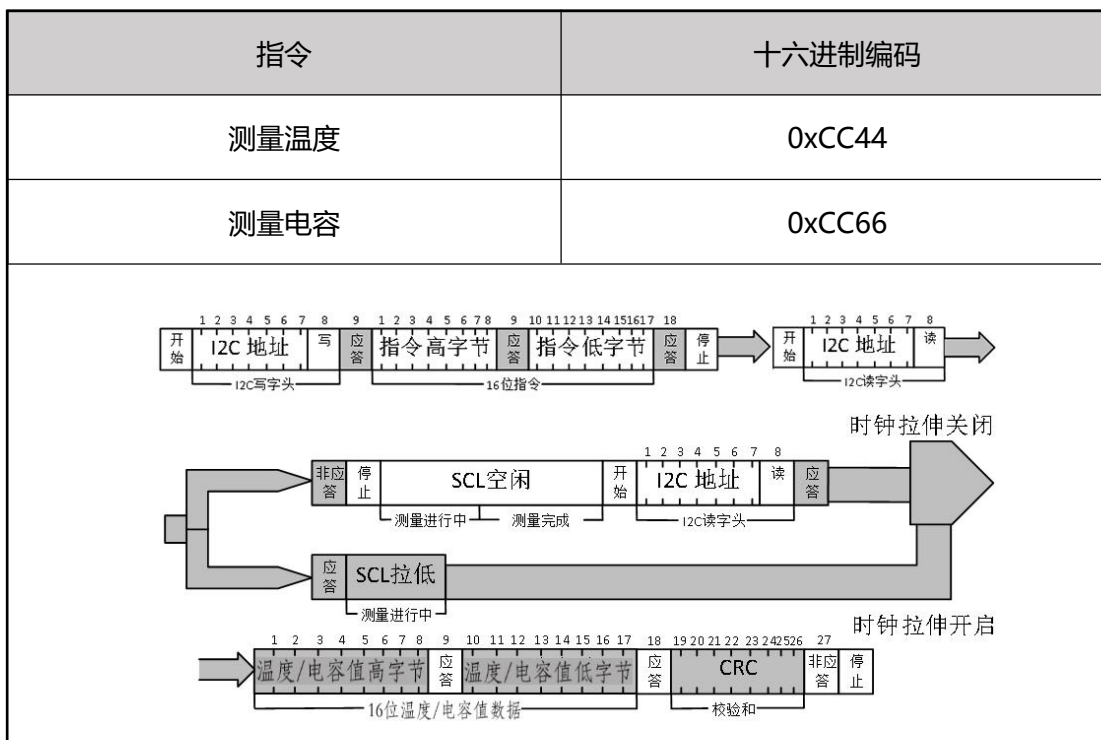 指令 十六进制编码
测量温度 0xCC44
测量电容 0xCC66
1 2 3 4 5 6 7 8 9 1 2 3 4 5 6 7 8 9 10 11 12 13 14 15 16 17 18 1 2 3 4 5 6 7 8
开始 I2C 地址 写 应答 指令高字节 应答 指令低字节 应答 停止 开始 I2C 地址 读
I2C写字头 16位指令 I2C读字头
时钟拉伸关闭
1 2 3 4 5 6 7 8
非应答 停止 SCL空闲 开始 I2C 地址 读 应答
测量进行中 测量完成 I2C读字头
应答 SCL拉低
测量进行中
时钟拉伸开启
1 2 3 4 5 6 7 8 9 10 11 12 13 14 15 16 17 18 19 20 21 22 23 24 25 26 27
温度/电容值高字节 应答 温度/电容值低字节 应答 CRC 非应答 停止
16位温度/电容值数据 校验和